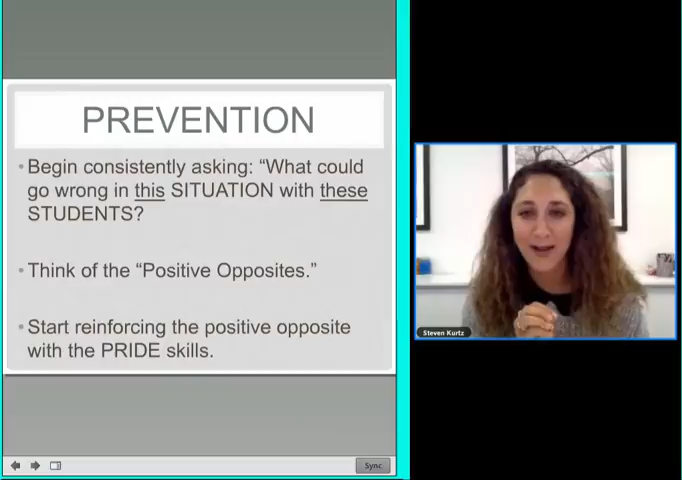 PREVENTION
• Begin consistently asking: “What could
go wrong in this SITUATION with these
STUDENTS?
• Think of the “Positive Opposites.”
• Start reinforcing the positive opposite
with the PRIDE skills.
Steven Kurtz
Sync